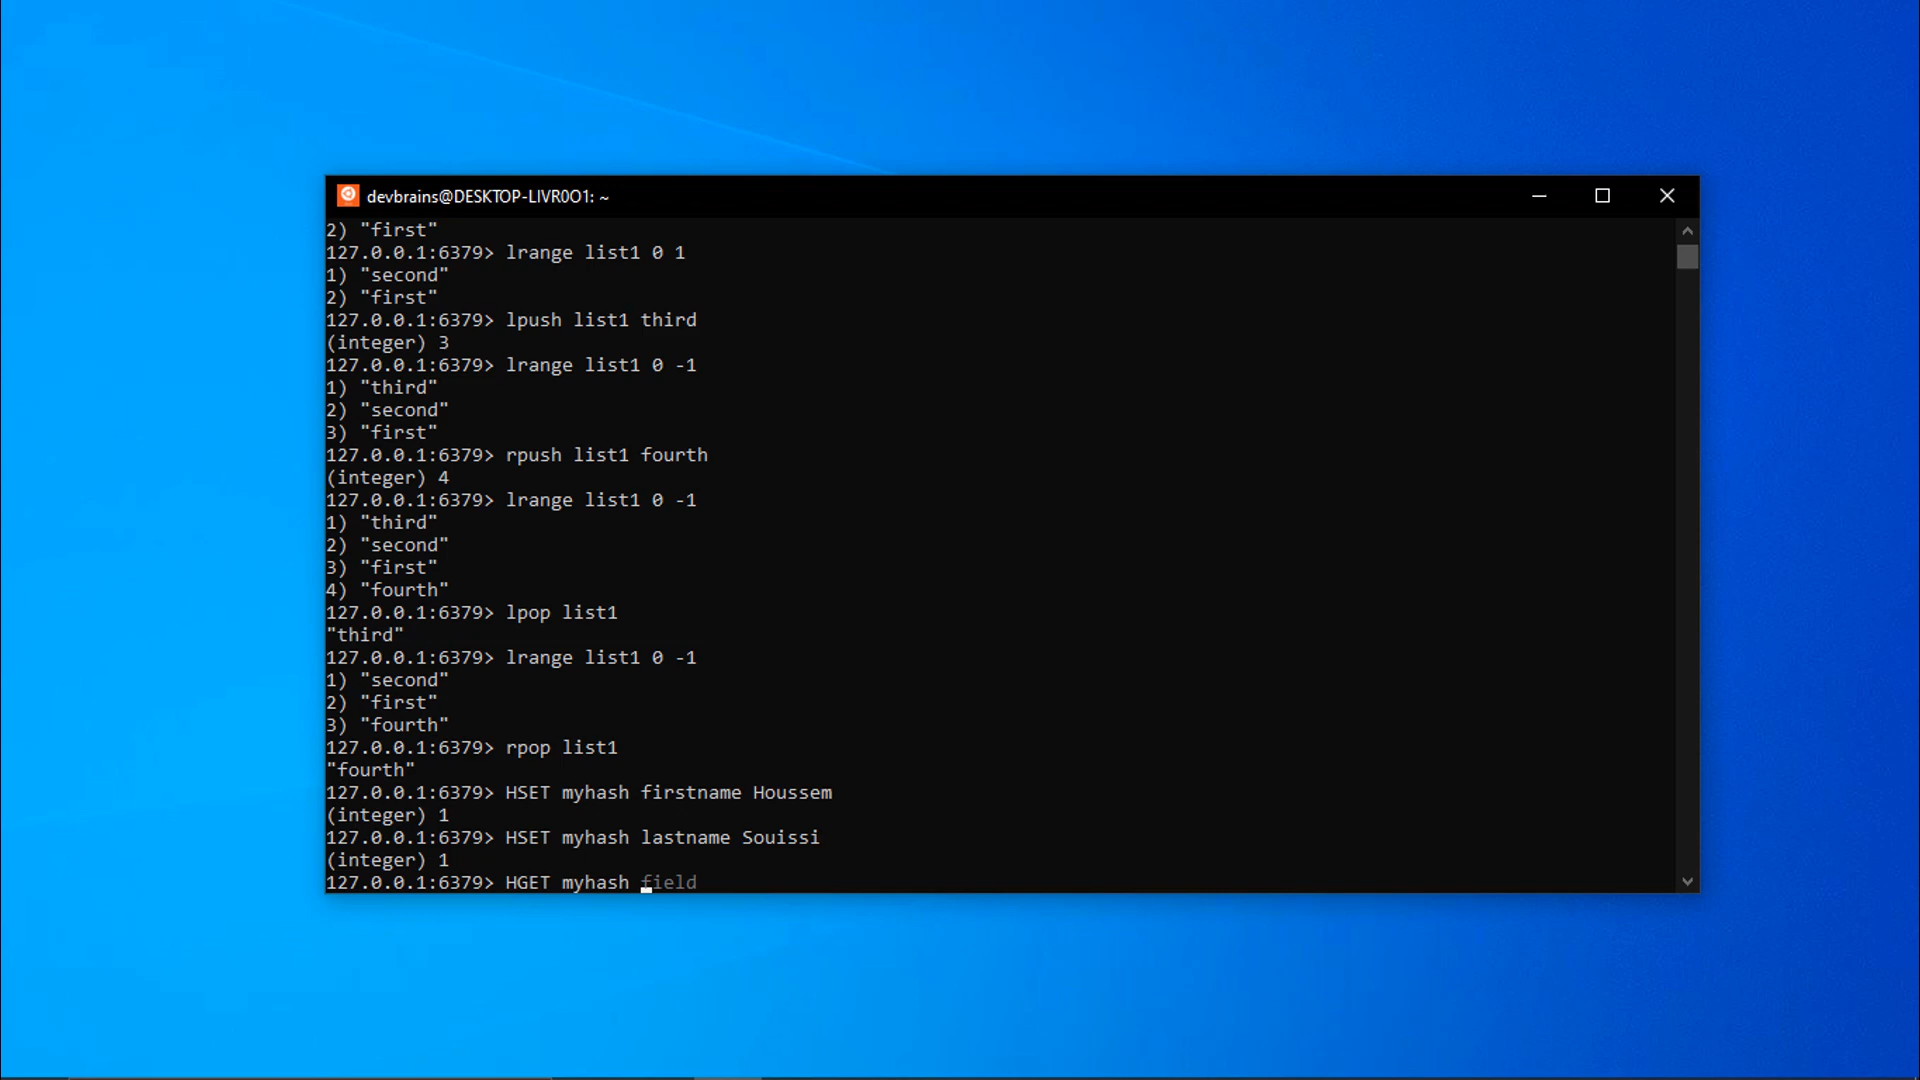 devbrains@DESKTOP-LIVR0O1: ~
2) "first"
127.0.0.1:6379> lrange list1 0 1
1) "second"
2) "first"
127.0.0.1:6379> lpush list1 third
(integer) 3
127.0.0.1:6379> lrange list1 0 -1
1) "third"
2) "second"
3) "first"
127.0.0.1:6379> rpush list1 fourth
(integer) 4
127.0.0.1:6379> lrange list1 0 -1
1) "third"
2) "second"
3) "first"
4) "fourth"
127.0.0.1:6379> lpop list1
"third"
127.0.0.1:6379> lrange list1 0 -1
1) "second"
2) "first"
3) "fourth"
127.0.0.1:6379> rpop list1
"fourth"
127.0.0.1:6379> HSET myhash firstname Houssem
(integer) 1
127.0.0.1:6379> HSET myhash lastname Souissi
(integer) 1
127.0.0.1:6379> HGET myhash field